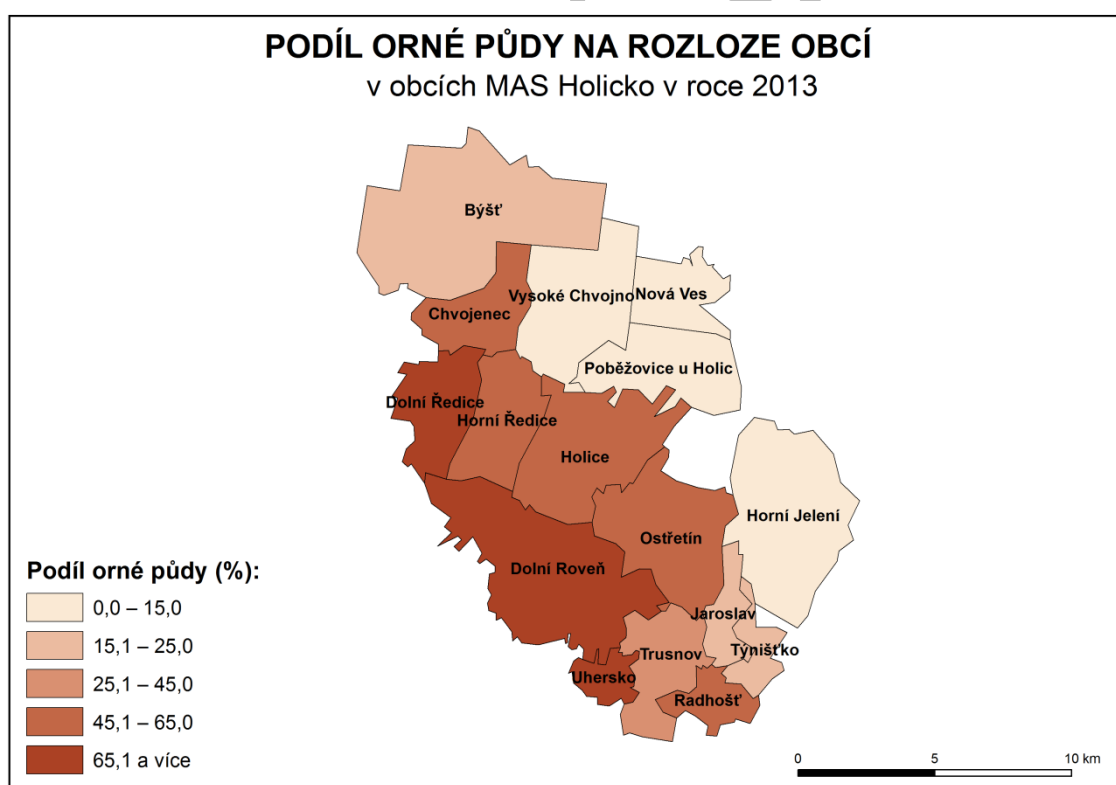 PODÍL ORNÉ PŮDY NA ROZLOZE OBCÍ
v obcích MAS Holicko v roce 2013
Býšť
Vysoké Chvojno
Nová Ves
Chvojenec
Poběžovice u Holic
Dolní Ředice
Horní Ředice
Holice
Horní Jelení
Ostřetín
Dolní Roveň
Jaroslav
Týnišťko
Trusnov
Uhersko
Radhošť
Podíl orné půdy (%):
0,0 – 15,0
15,1 – 25,0
25,1 – 45,0
45,1 – 65,0
65,1 a více
0 5 10 km